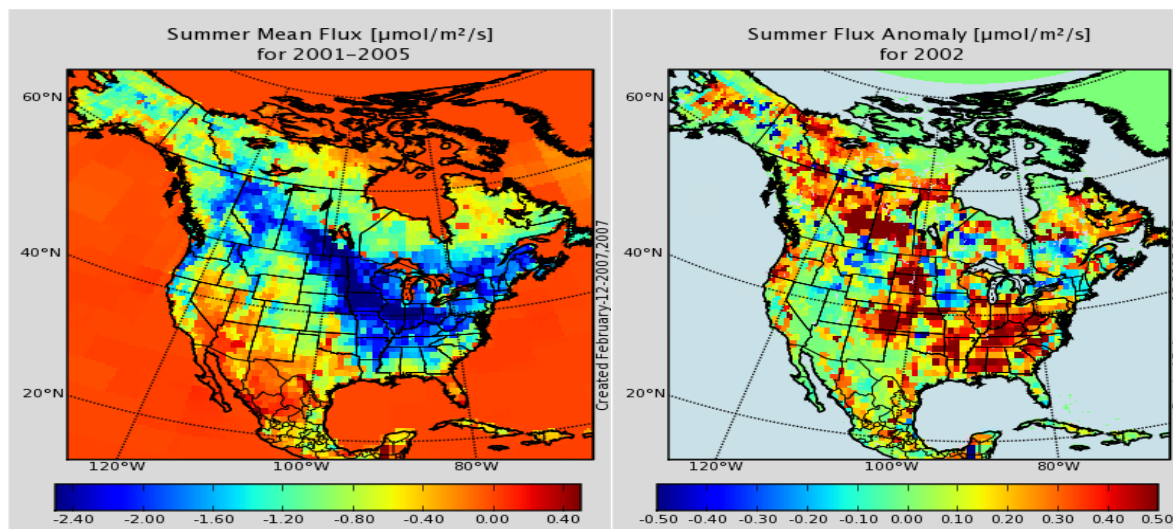 Summer Mean Flux [µmol/m²/s]
for 2001-2005
60°N
40°N
20°N
120°W 100°W 80°W
-2.40 -2.00 -1.60 -1.20 -0.80 -0.40 0.00 0.40
Created February-12-2007,2007
Summer Flux Anomaly [µmol/m²/s]
for 2002
60°N
40°N
20°N
120°W 100°W 80°W
-0.50 -0.40 -0.30 -0.20 -0.10 0.00 0.10 0.20 0.30 0.40 0.50